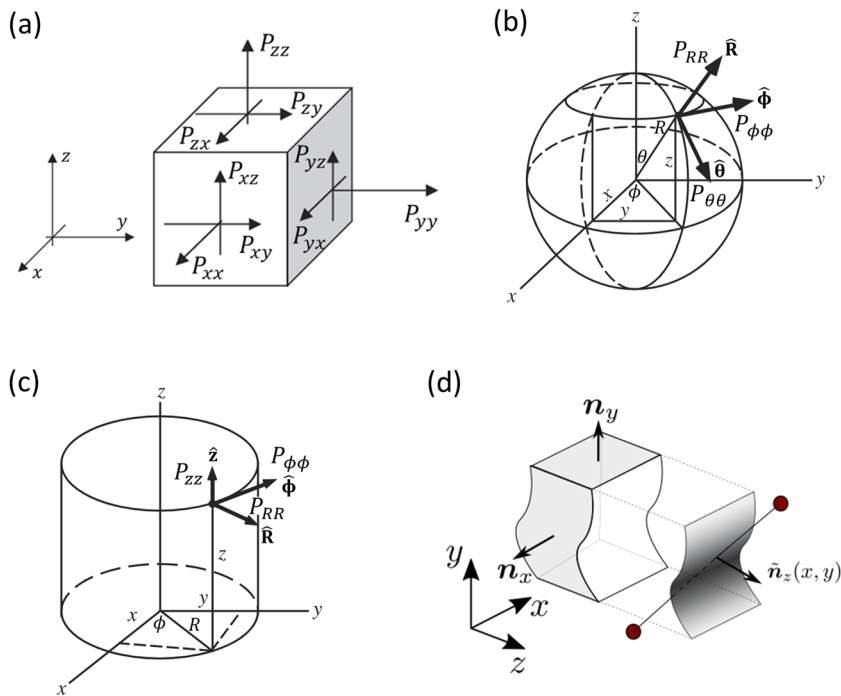 (a)
P_zz
P_zy
P_zx
P_xz
P_yz
P_xy
P_yx
P_yy
P_xx
z
y
x
(b)
z
P_RR
R̂
ϕ̂
P_ϕϕ
R
θ
z
θ̂
P_θθ
x
ϕ
y
y
x
(c)
z
ẑ
P_zz
P_ϕϕ
ϕ̂
P_RR
R̂
z
y
x
ϕ
R
y
x
(d)
n_y
n_x
ñ_z(x, y)
y
x
z